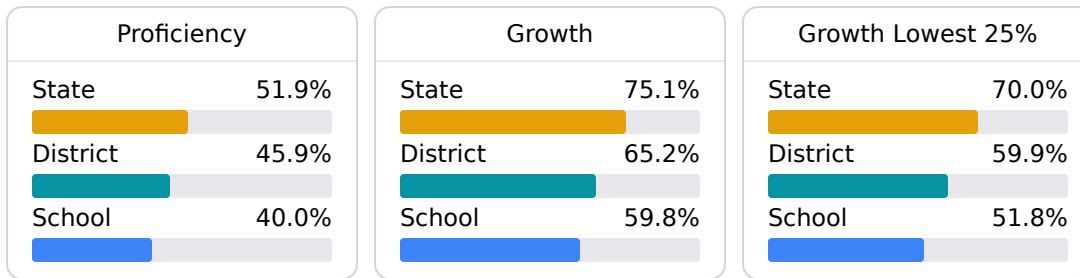 Proficiency
State 51.9%
District 45.9%
School 40.0%
Growth
State 75.1%
District 65.2%
School 59.8%
Growth Lowest 25%
State 70.0%
District 59.9%
School 51.8%